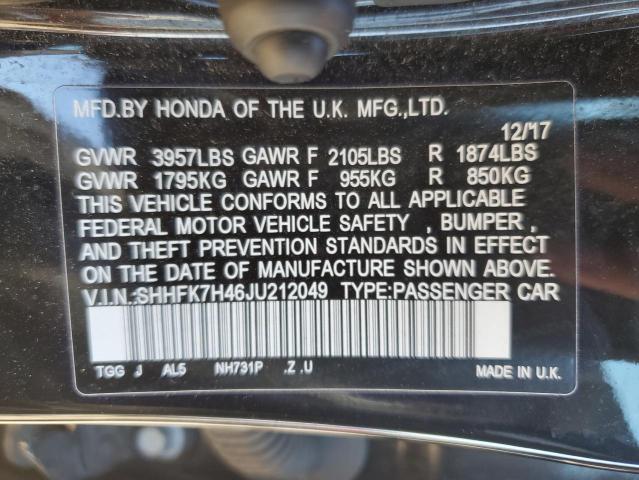 MFD.BY HONDA OF THE U.K. MFG.,LTD.
12/17
GVWR 3957LBS GAWR F 2105LBS R 1874LBS
GVWR 1795KG GAWR F 955KG R 850KG
THIS VEHICLE CONFORMS TO ALL APPLICABLE
FEDERAL MOTOR VEHICLE SAFETY , BUMPER ,
AND THEFT PREVENTION STANDARDS IN EFFECT
ON THE DATE OF MANUFACTURE SHOWN ABOVE.
V.I.N.:SHHFK7H46JU212049 TYPE:PASSENGER CAR
TGG J AL5 NH731P .Z .U MADE IN U.K.